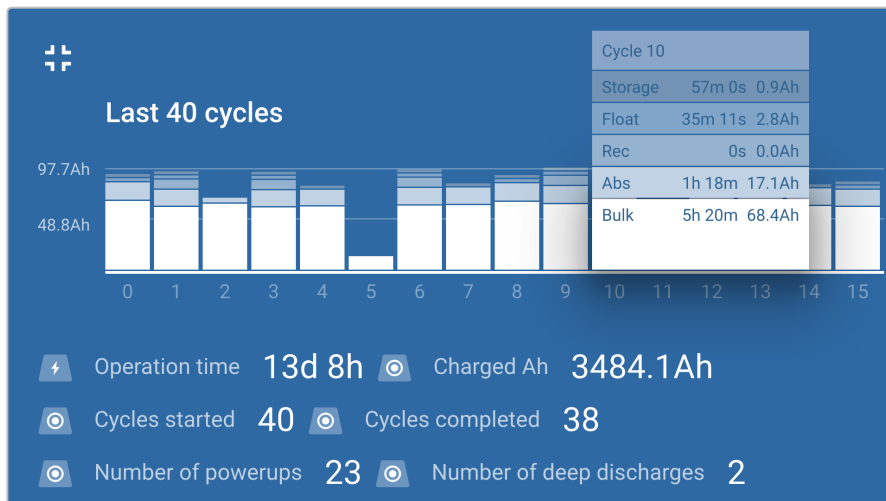 Cycle 10
Storage 57m 0s 0.9Ah
Float 35m 11s 2.8Ah
Rec 0s 0.0Ah
Abs 1h 18m 17.1Ah
Bulk 5h 20m 68.4Ah
Last 40 cycles
97.7Ah
48.8Ah
0 1 2 3 4 5 6 7 8 9 10 11 12 13 14 15
Operation time 13d 8h Charged Ah 3484.1Ah
Cycles started 40 Cycles completed 38
Number of powerups 23 Number of deep discharges 2